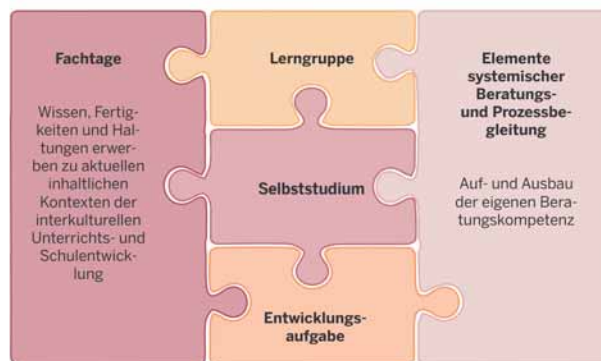 Fachtage
Wissen, Fertig-
keiten und Hal-
tungen erwer-
ben zu aktuellen
inhaltlichen
Kontexten der
interkulturellen
Unterrichts- und
Schulentwick-
lung
Lerngruppe
Selbststudium
Entwicklungs-
aufgabe
Elemente
systemischer
Beratungs-
und Prozessbe-
gleitung
Auf- und Ausbau
der eigenen Bera-
tungskompetenz